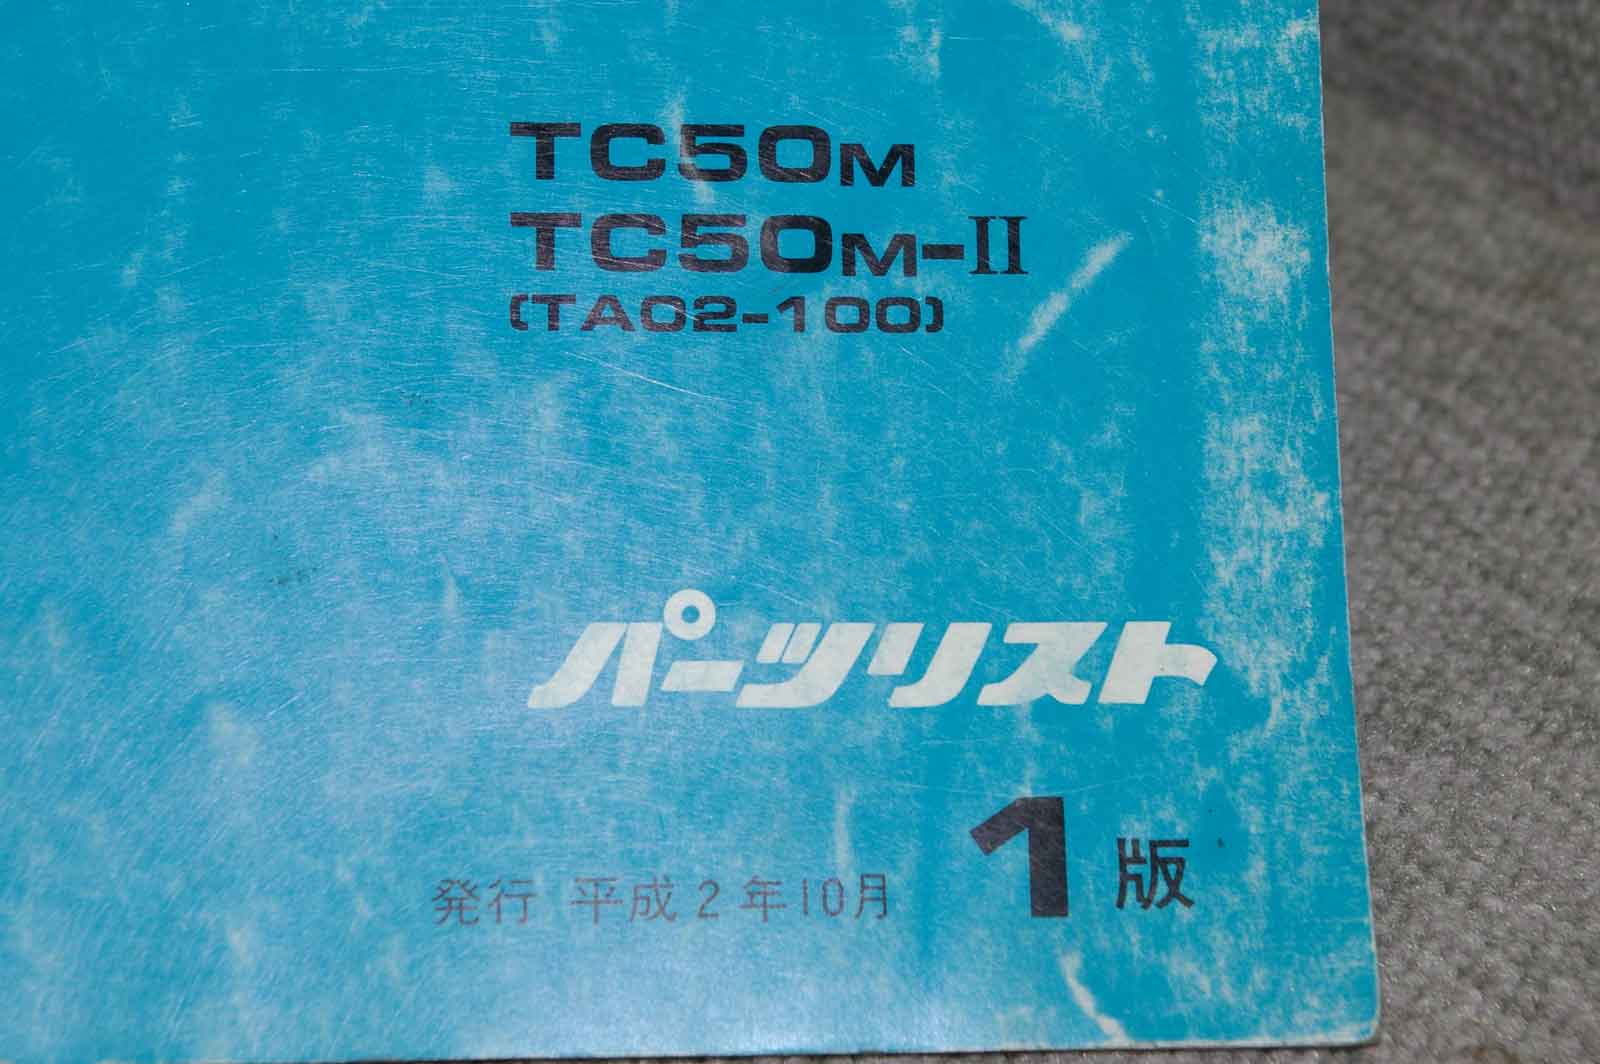 TC50M
TC50M-II
(TA02-100)
パーツリスト
1版
発行 平成2年10月